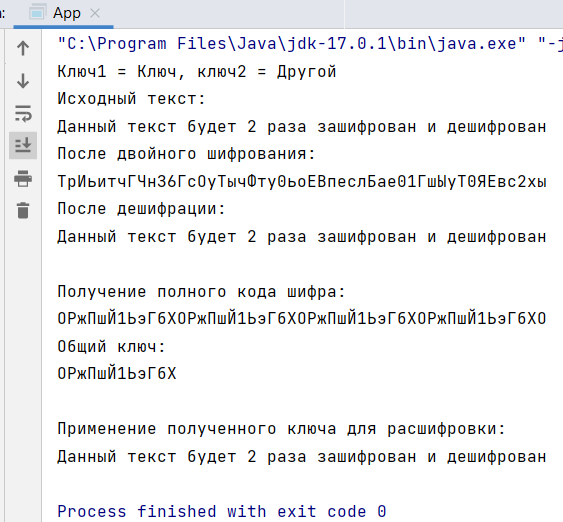 App
"C:\Program Files\Java\jdk-17.0.1\bin\java.exe" "-j
Ключ1 = Ключ, ключ2 = Другой
Исходный текст:
Данный текст будет 2 раза зашифрован и дешифрован
После двойного шифрования:
ТрИьитчГЧн36ГсОуТычФту0ьоЕВпеслБае01ГшЫуТ0ЯЕвс2хы
После дешифрации:
Данный текст будет 2 раза зашифрован и дешифрован
Получение полного кода шифра:
ОРжПшЙ1ЬэГ6ХОРжПшЙ1ЬэГ6ХОРжПшЙ1ЬэГ6ХОРжПшЙ1ЬэГ6ХО
Общий ключ:
ОРжПшЙ1ЬэГ6Х
Применение полученного ключа для расшифровки:
Данный текст будет 2 раза зашифрован и дешифрован
Process finished with exit code 0